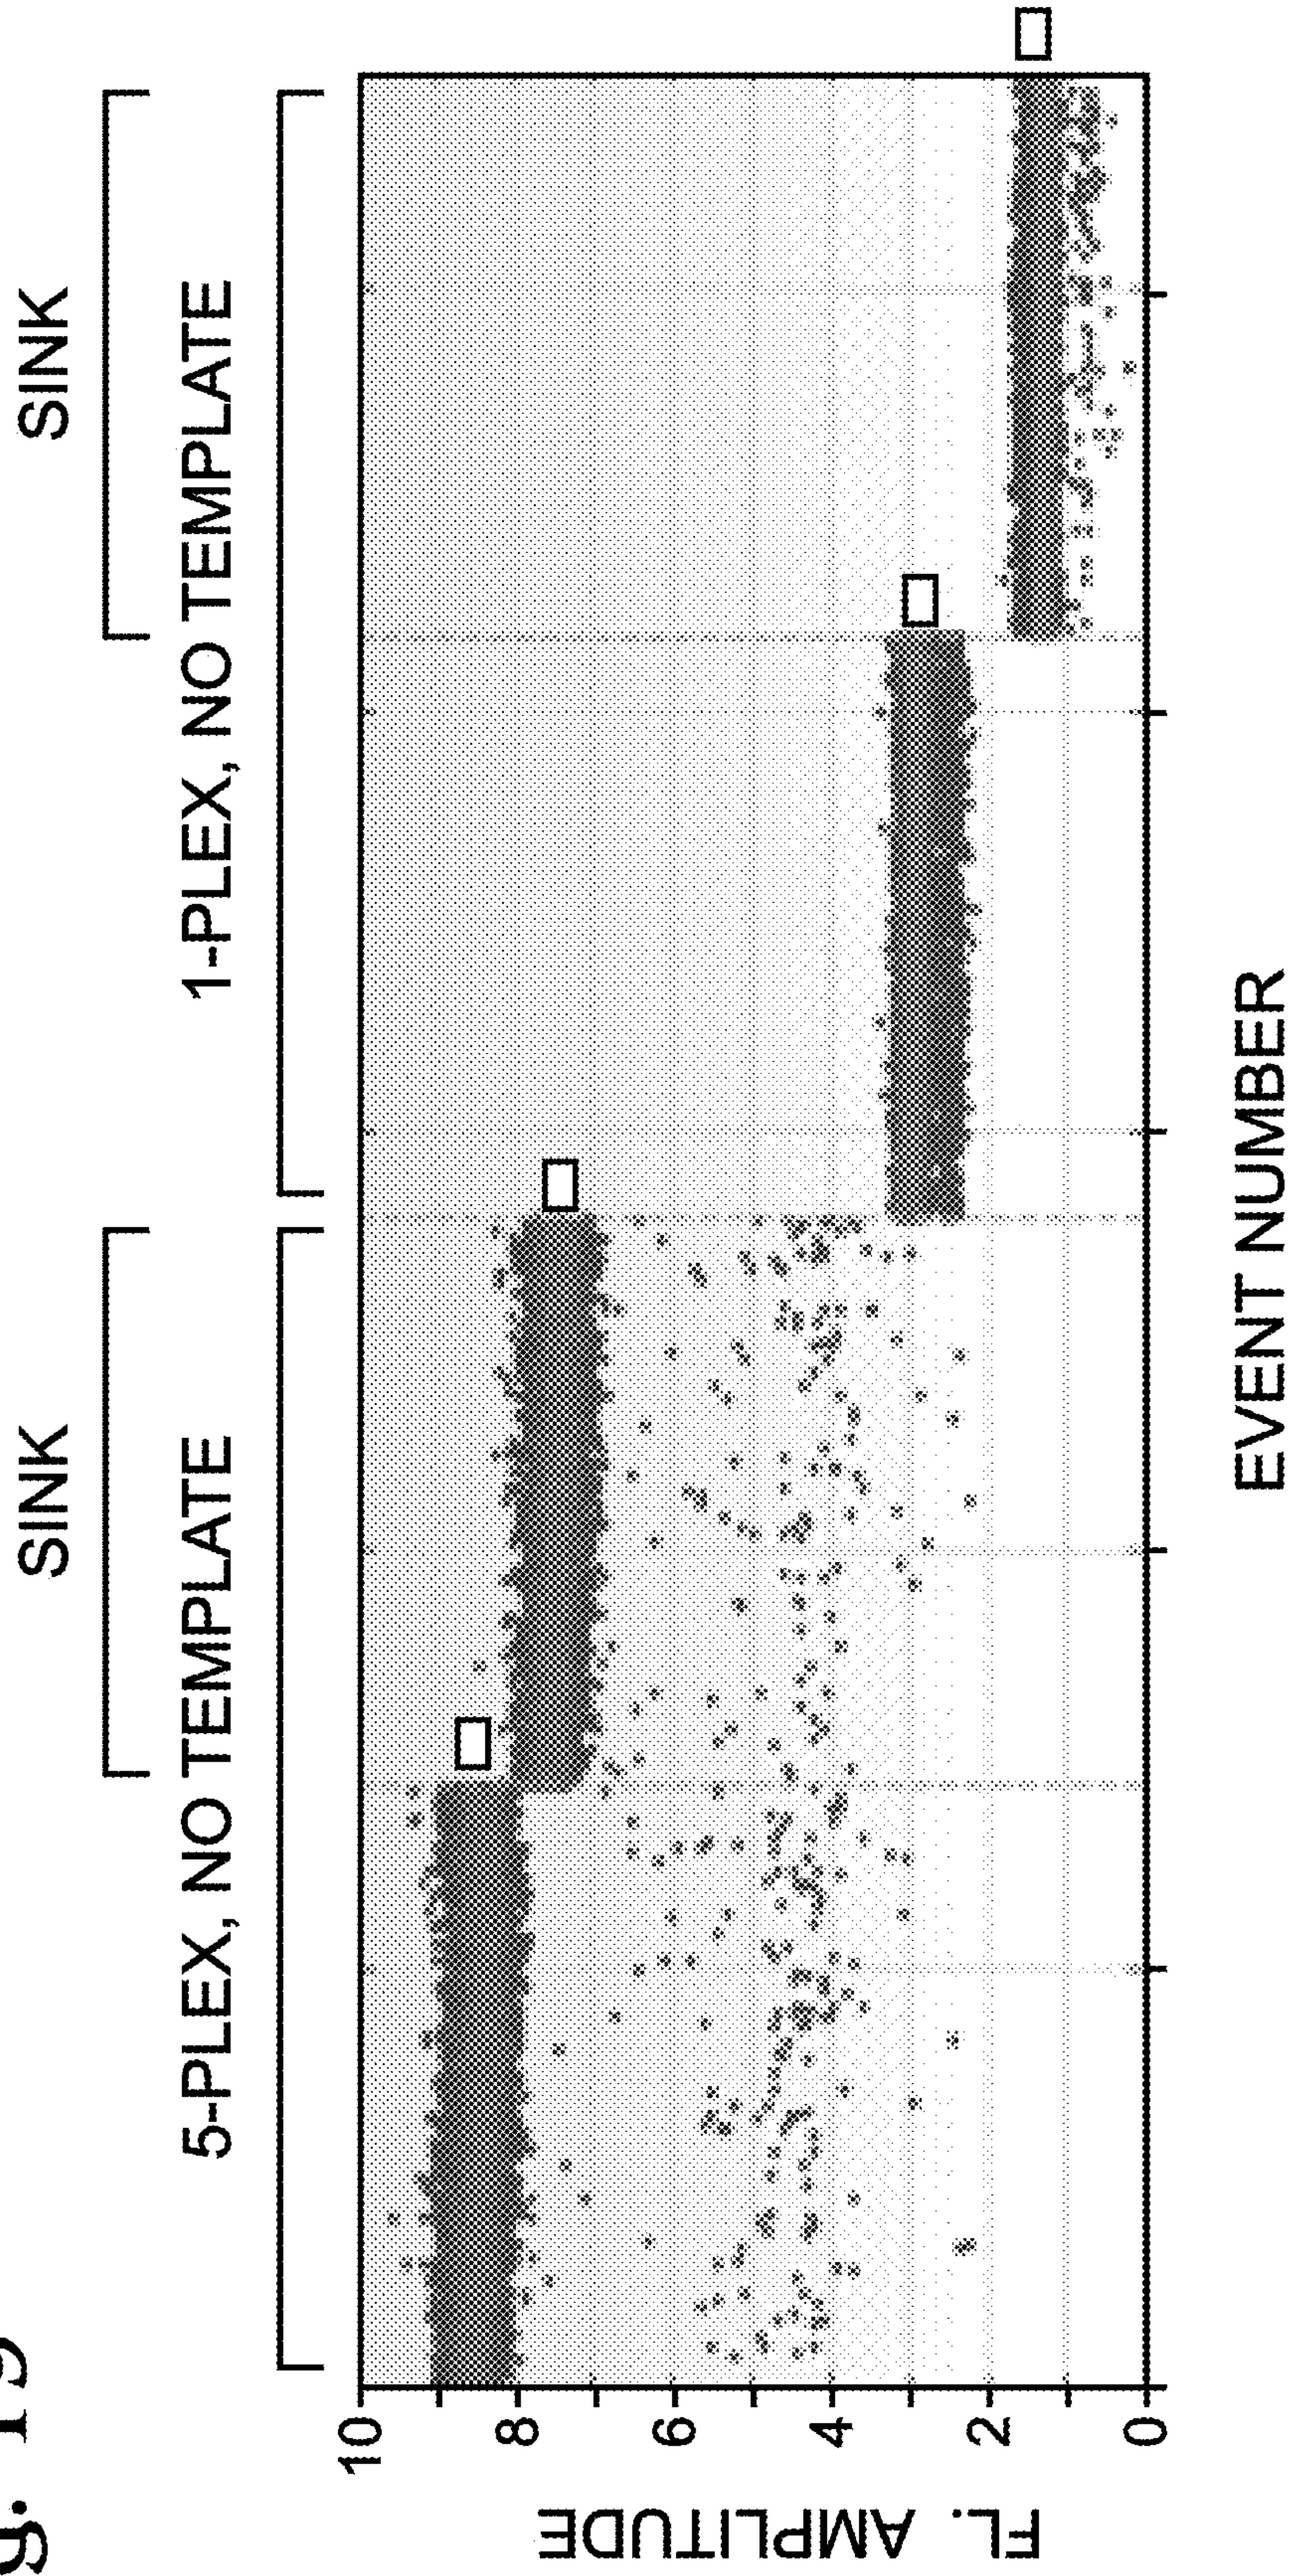 g. 19
SINK
SINK
5-PLEX, NO TEMPLATE
1-PLEX, NO TEMPLATE
10
8
6
4
2
0
FL. AMPLITUDE
EVENT NUMBER